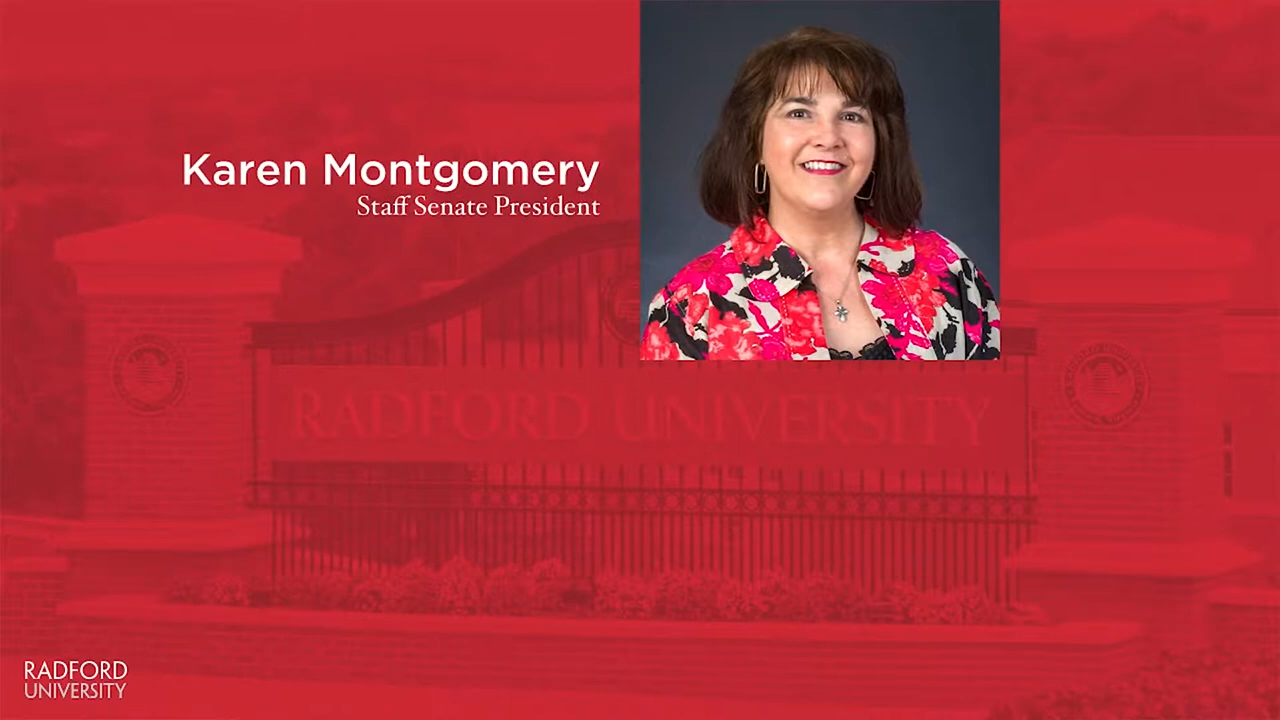 Karen Montgomery
Staff Senate President
RADFORD UNIVERSITY
RADFORD
UNIVERSITY